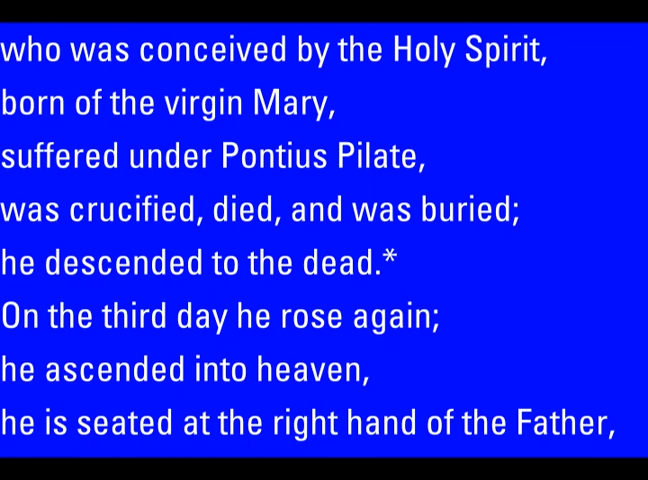 who was conceived by the Holy Spirit,
born of the virgin Mary,
suffered under Pontius Pilate,
was crucified, died, and was buried;
he descended to the dead.*
On the third day he rose again;
he ascended into heaven,
he is seated at the right hand of the Father,